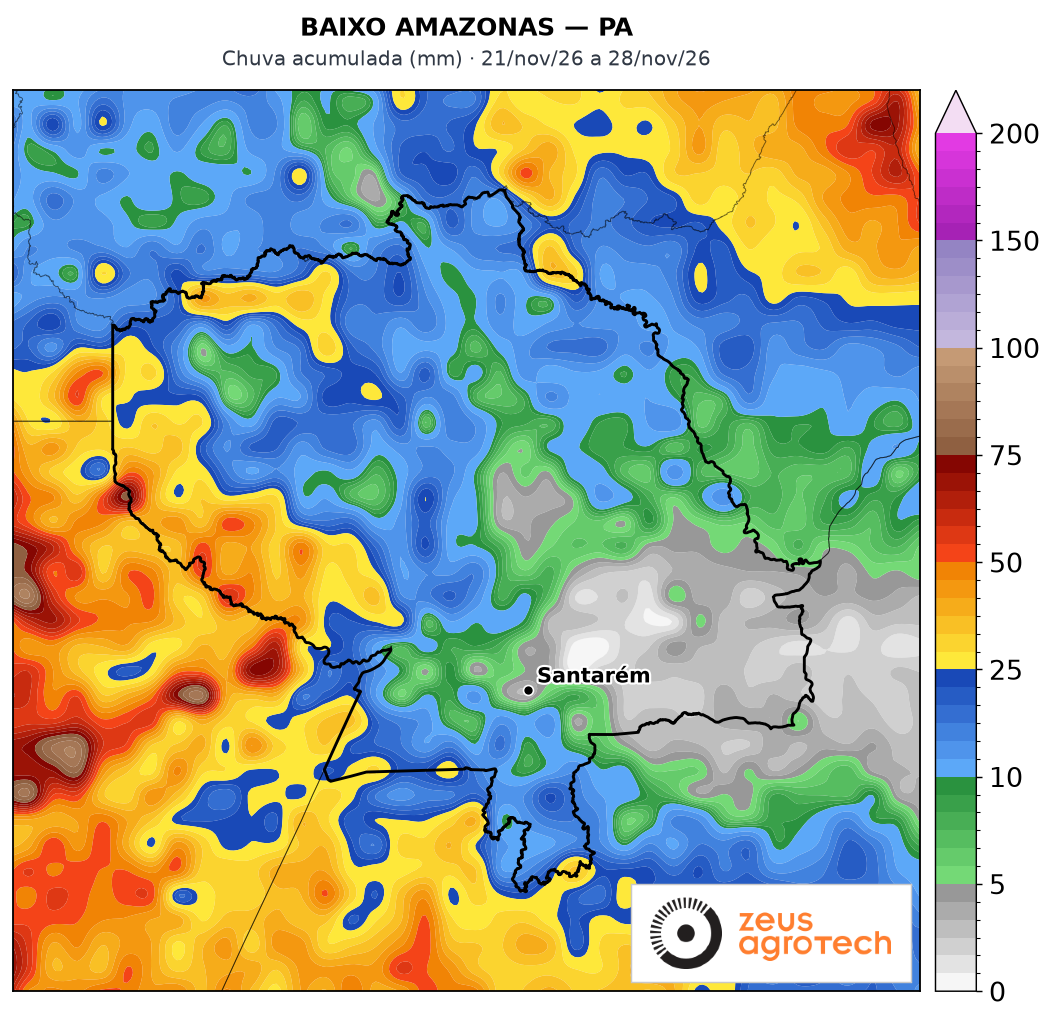 BAIXO AMAZONAS — PA
Chuva acumulada (mm) · 21/nov/26 a 28/nov/26
200
150
100
75
50
25
10
5
0
Santarém
zeus
agrotech